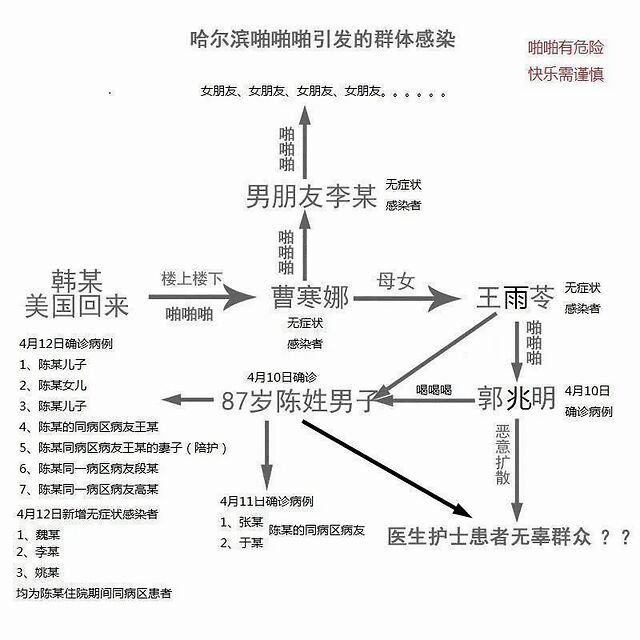 哈尔滨啪啪啪引发的群体感染
啪啪有危险
快乐需谨慎
女朋友、女朋友、女朋友、女朋友。。。。。。
啪啪啪
男朋友李某
无症状
感染者
啪啪啪
韩某
美国回来
楼上楼下
啪啪啪
曹寒娜
无症状
感染者
母女
王雨苓
无症状
感染者
啪啪啪
4月12日确诊病例
1、陈某儿子
2、陈某女儿
3、陈某儿子
4、陈某的同病区病友王某
5、陈某同病区病友王某的妻子（陪护）
6、陈某同一病区病友段某
7、陈某同一病区病友高某
4月12日新增无症状感染者
1、魏某
2、李某
3、姚某
均为陈某住院期间同病区患者
4月10日确诊
87岁陈姓男子
喝喝喝
郭兆明
4月10日
确诊病例
恶意扩散
4月11日确诊病例
1、张某
2、于某
陈某的同病区病友
医生护士患者无辜群众 ？？